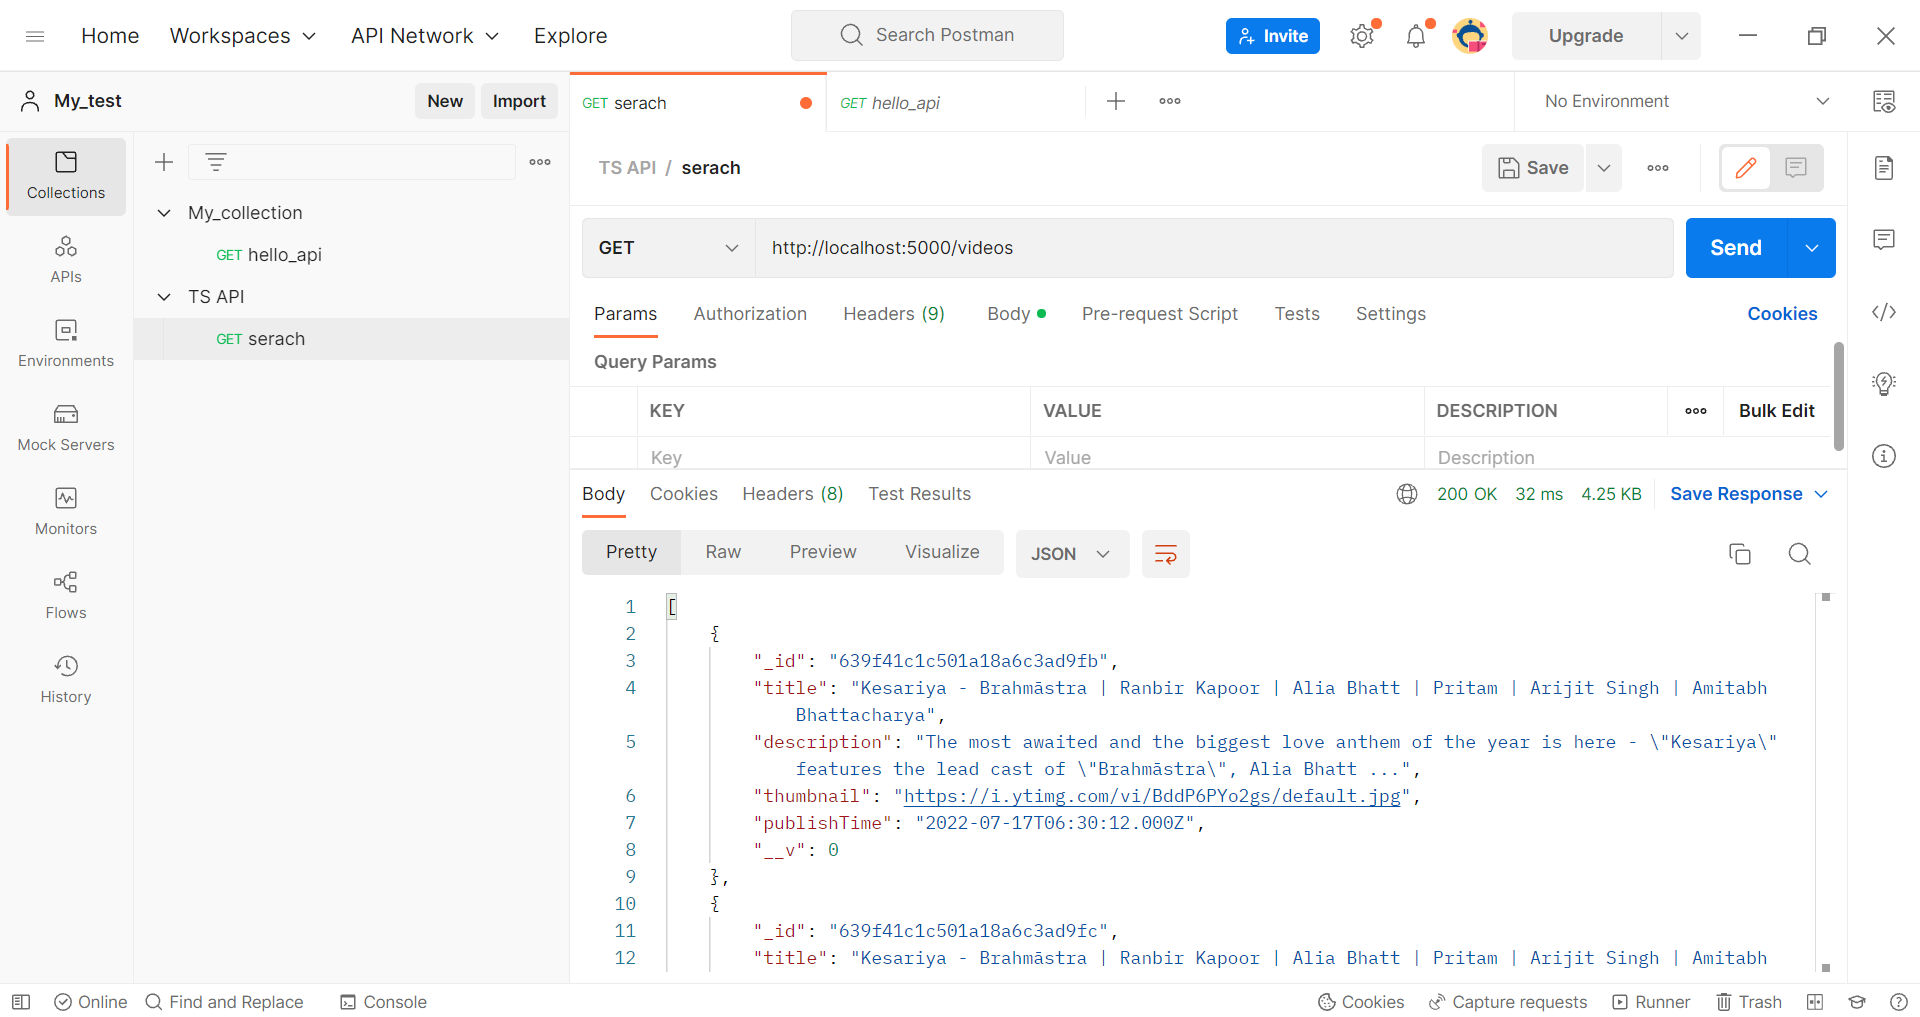 Home Workspaces API Network Explore Search Postman Invite Upgrade
My_test New Import GET serach GET hello_api No Environment
Collections
APIs
Environments
Mock Servers
Monitors
Flows
History
My_collection
GET hello_api
TS API
GET serach
TS API / serach Save
GET http://localhost:5000/videos Send
Params Authorization Headers (9) Body Pre-request Script Tests Settings Cookies
Query Params
KEY VALUE DESCRIPTION Bulk Edit
Key Value Description
Body Cookies Headers (8) Test Results 200 OK 32 ms 4.25 KB Save Response
Pretty Raw Preview Visualize JSON
1 [
2 {
3 "_id": "639f41c1c501a18a6c3ad9fb",
4 "title": "Kesariya - Brahmāstra | Ranbir Kapoor | Alia Bhatt | Pritam | Arijit Singh | Amitabh
Bhattacharya",
5 "description": "The most awaited and the biggest love anthem of the year is here - \"Kesariya\"
features the lead cast of \"Brahmāstra\", Alia Bhatt ...",
6 "thumbnail": "https://i.ytimg.com/vi/BddP6PYo2gs/default.jpg",
7 "publishTime": "2022-07-17T06:30:12.000Z",
8 "__v": 0
9 },
10 {
11 "_id": "639f41c1c501a18a6c3ad9fc",
12 "title": "Kesariya - Brahmāstra | Ranbir Kapoor | Alia Bhatt | Pritam | Arijit Singh | Amitabh
Online Find and Replace Console Cookies Capture requests Runner Trash